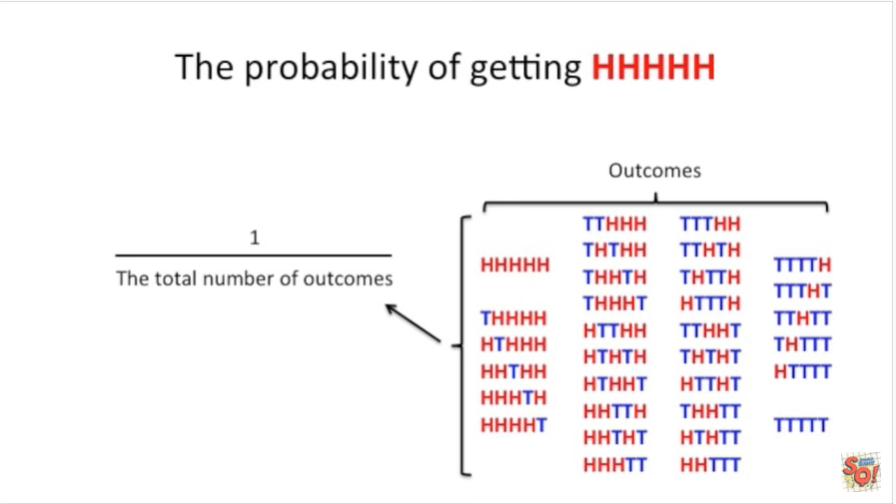 The probability of getting HHHHH
1
The total number of outcomes
Outcomes
HHHHH
THHHH
HTHHH
HHTHH
HHHTH
HHHHT
TTHHH
THTHH
THHTH
THHHT
HTTHH
HTHTH
HTHHT
HHTTH
HHTHT
HHHTT
TTTHH
TTHTH
THTTH
HTTTH
TTHHT
THTHT
HTTHT
THHTT
HTHTT
HHTTT
TTTTH
TTTHT
TTHTT
THTTT
HTTTT
TTTTT
SO!